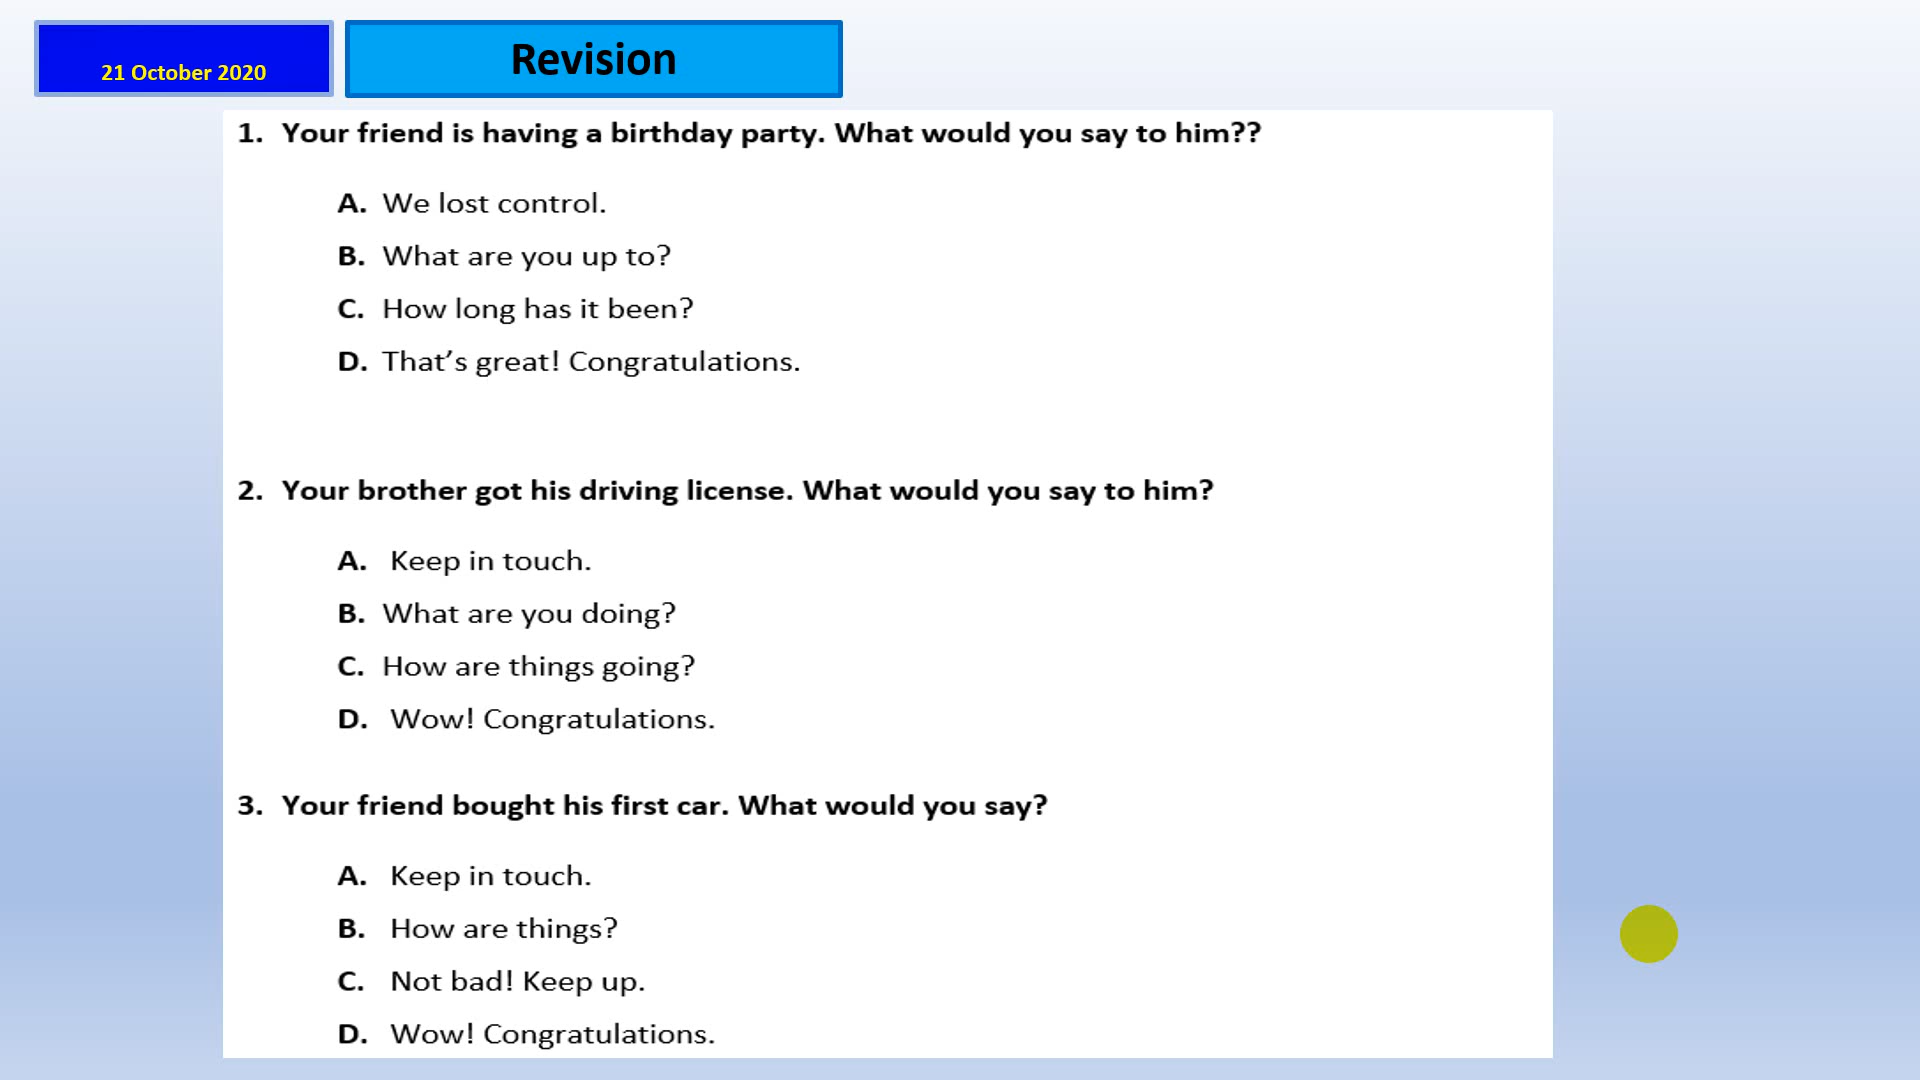 21 October 2020
Revision
1. Your friend is having a birthday party. What would you say to him??
A. We lost control.
B. What are you up to?
C. How long has it been?
D. That’s great! Congratulations.
2. Your brother got his driving license. What would you say to him?
A. Keep in touch.
B. What are you doing?
C. How are things going?
D. Wow! Congratulations.
3. Your friend bought his first car. What would you say?
A. Keep in touch.
B. How are things?
C. Not bad! Keep up.
D. Wow! Congratulations.